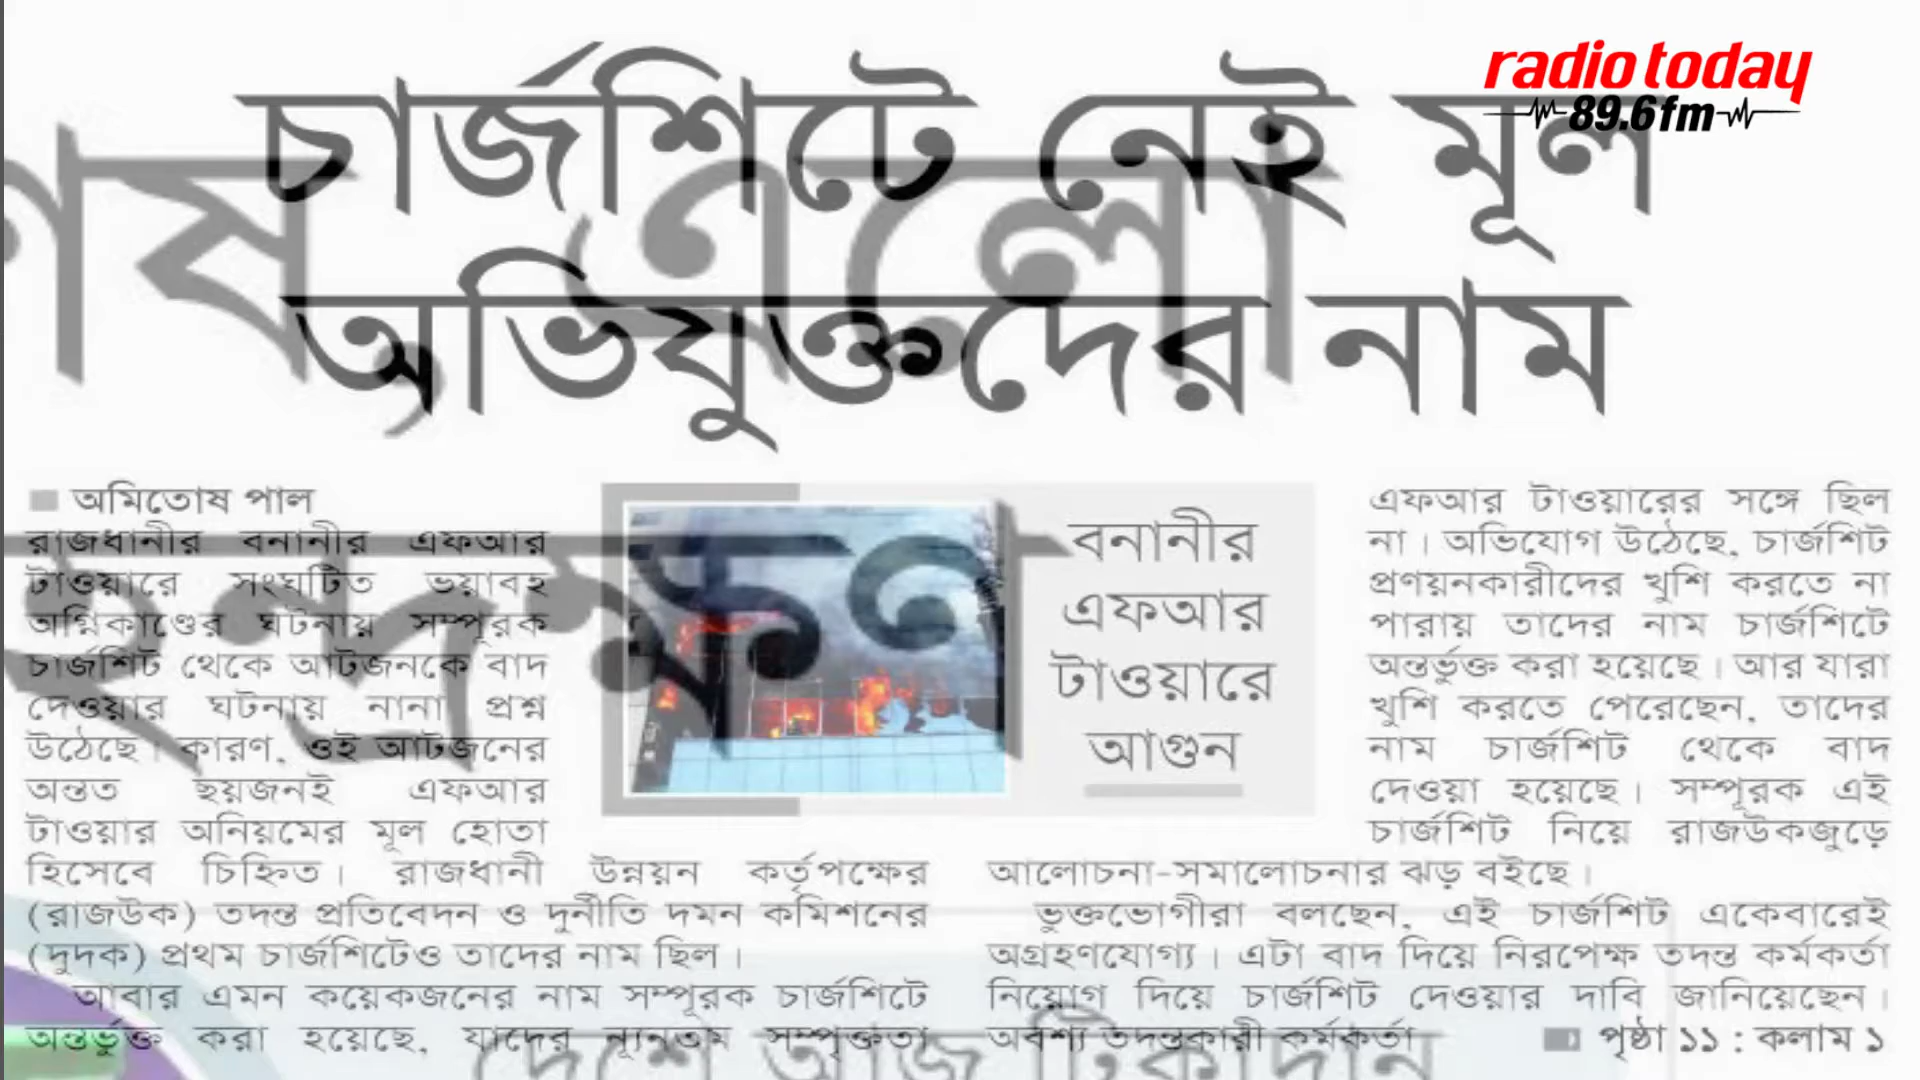 radio today
89.6fm
চার্জশিটে নেই মূল
অভিযুক্তদের নাম
ণষ এলো
ইন্দ্রক্ষণ
অমিতোষ পাল
রাজধানীর বনানীর এফআর
টাওয়ারে সংঘটিত ভয়াবহ
অগ্নিকাণ্ডের ঘটনায় সম্পূরক
চার্জশিট থেকে আটজনকে বাদ
দেওয়ার ঘটনায় নানা প্রশ্ন
উঠেছে। কারণ, ওই আটজনের
অন্তত ছয়জনই এফআর
টাওয়ার অনিয়মের মূল হোতা
হিসেবে চিহ্নিত। রাজধানী উন্নয়ন কর্তৃপক্ষের
(রাজউক) তদন্ত প্রতিবেদন ও দুর্নীতি দমন কমিশনের
(দুদক) প্রথম চার্জশিটেও তাদের নাম ছিল।
আবার এমন কয়েকজনের নাম সম্পূরক চার্জশিটে
অন্তর্ভুক্ত করা হয়েছে, যাদের ন্যূনতম সম্পৃক্ততা
বনানীর
এফআর
টাওয়ারে
আগুন
এফআর টাওয়ারের সঙ্গে ছিল
না। অভিযোগ উঠেছে, চার্জশিট
প্রণয়নকারীদের খুশি করতে না
পারায় তাদের নাম চার্জশিটে
অন্তর্ভুক্ত করা হয়েছে। আর যারা
খুশি করতে পেরেছেন, তাদের
নাম চার্জশিট থেকে বাদ
দেওয়া হয়েছে। সম্পূরক এই
চার্জশিট নিয়ে রাজউকজুড়ে
আলোচনা-সমালোচনার ঝড় বইছে।
ভুক্তভোগীরা বলছেন, এই চার্জশিট একেবারেই
অগ্রহণযোগ্য। এটা বাদ দিয়ে নিরপেক্ষ তদন্ত কর্মকর্তা
নিয়োগ দিয়ে চার্জশিট দেওয়ার দাবি জানিয়েছেন।
অবশ্য তদন্তকারী কর্মকর্তা
পৃষ্ঠা ১১ : কলাম ১
দেশে আজ টিকাদান